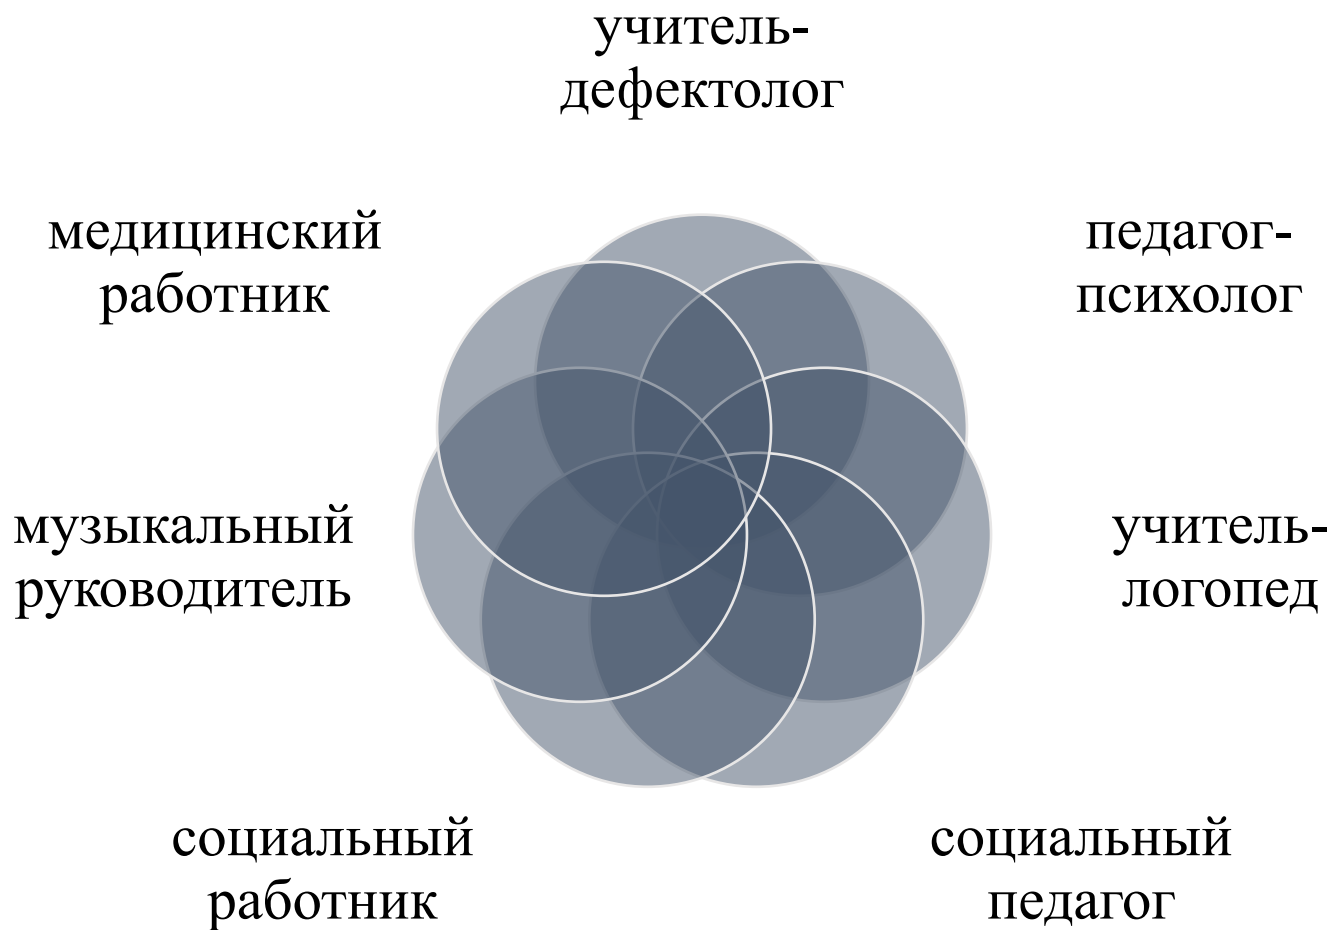 учитель-
дефектолог
педагог-
психолог
учитель-
логопед
социальный
педагог
социальный
работник
музыкальный
руководитель
медицинский
работник